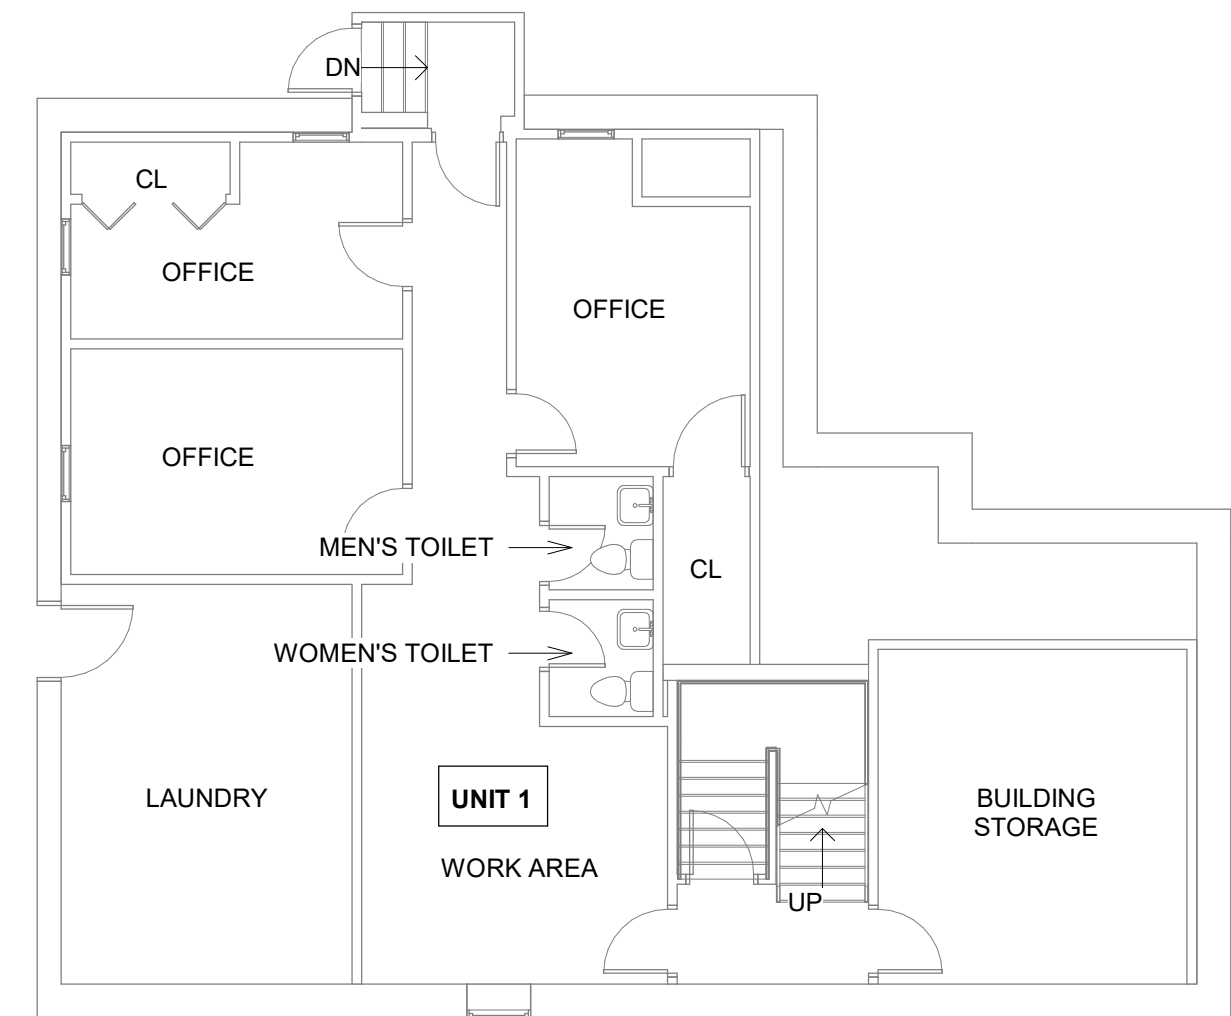 DN
CL
OFFICE
OFFICE
OFFICE
MEN'S TOILET
CL
WOMEN'S TOILET
LAUNDRY
UNIT 1
BUILDING
STORAGE
WORK AREA
UP